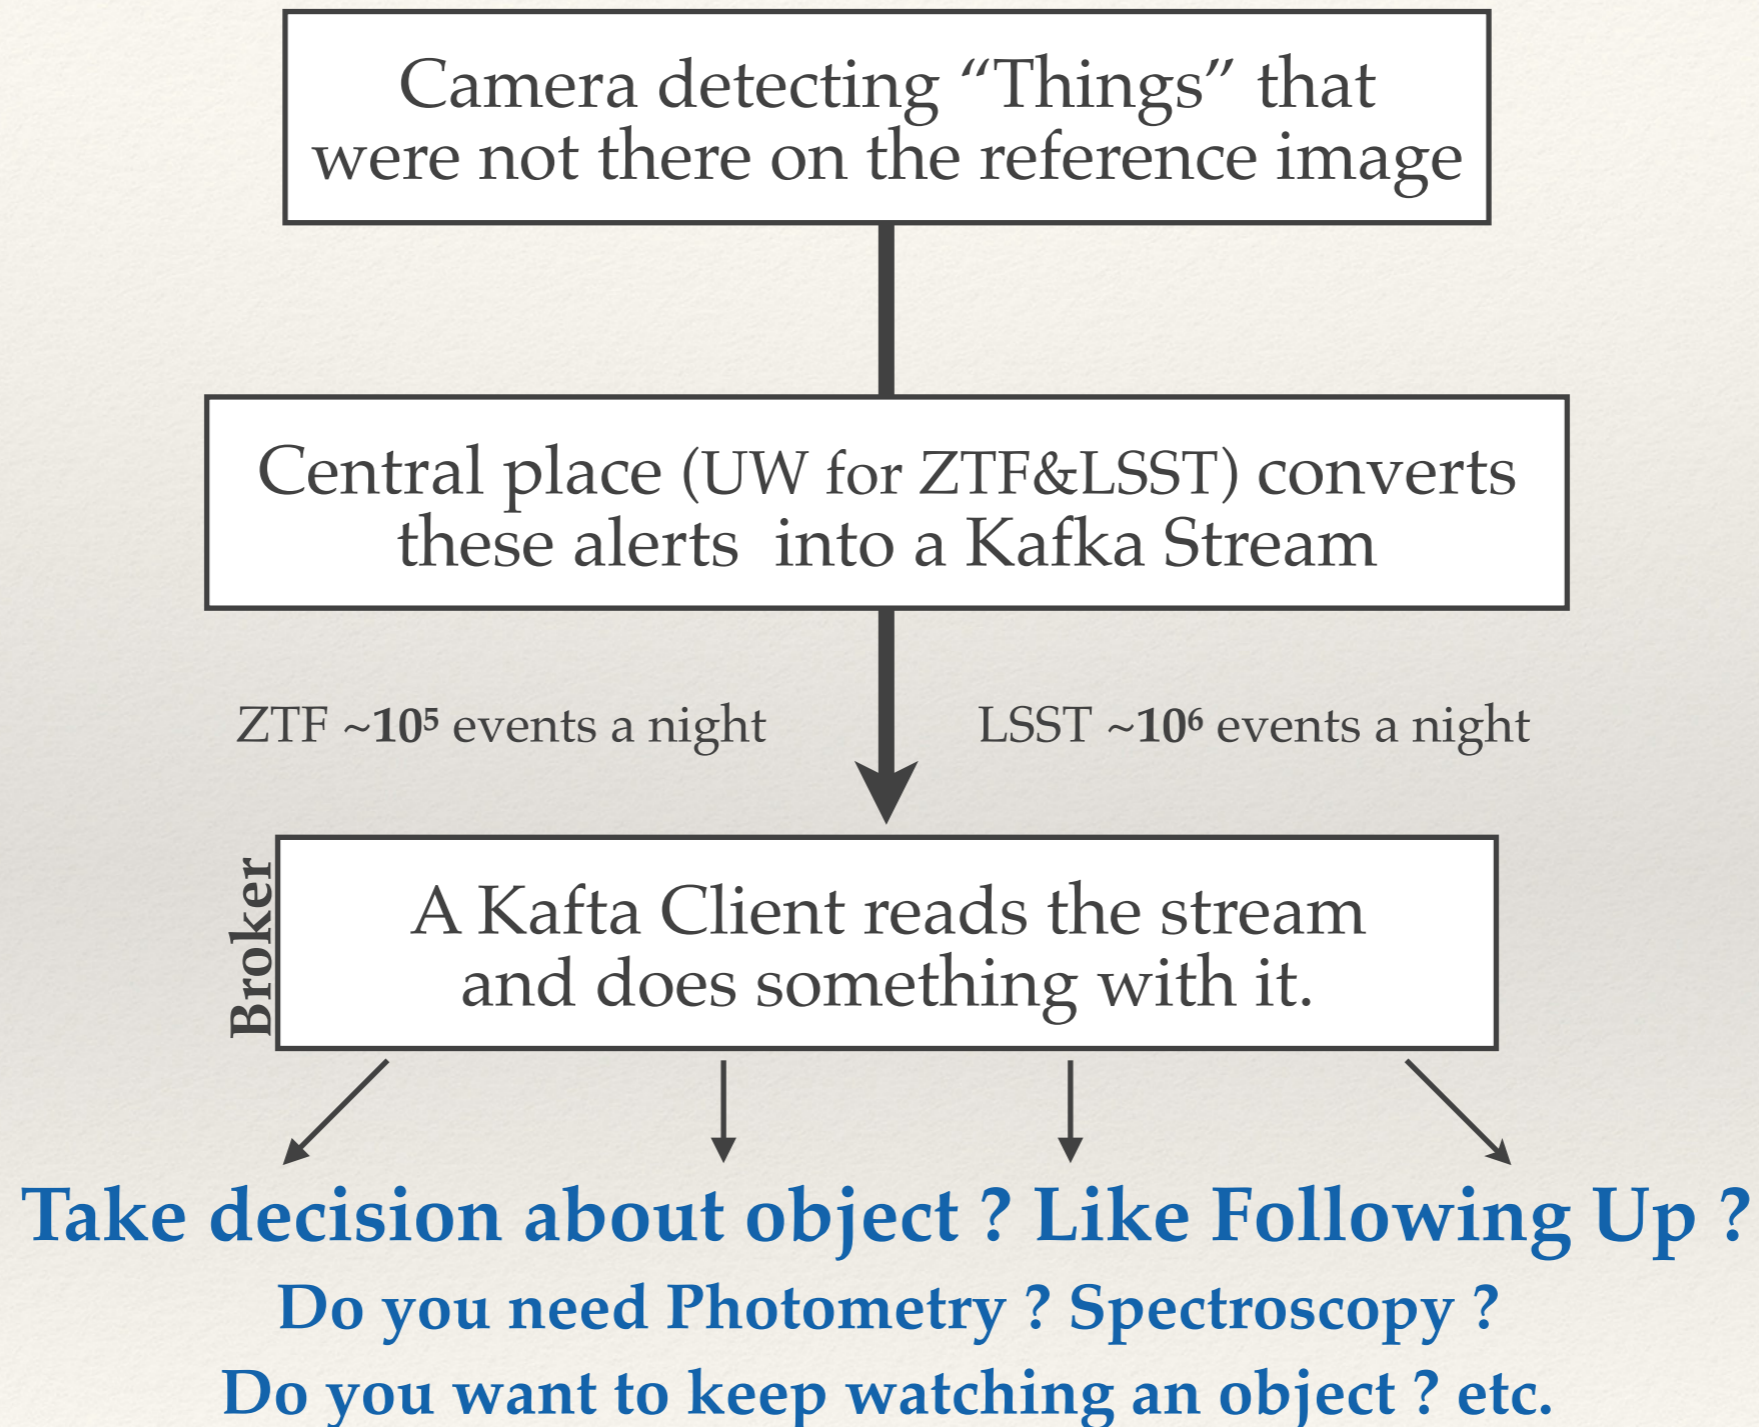 Camera detecting “Things” that
were not there on the reference image
Central place (UW for ZTF&LSST) converts
these alerts  into a Kafka Stream
ZTF ~10⁵ events a night
LSST ~10⁶ events a night
Broker
A Kafta Client reads the stream
and does something with it.
Take decision about object ? Like Following Up ?
Do you need Photometry ? Spectroscopy ?
Do you want to keep watching an object ? etc.